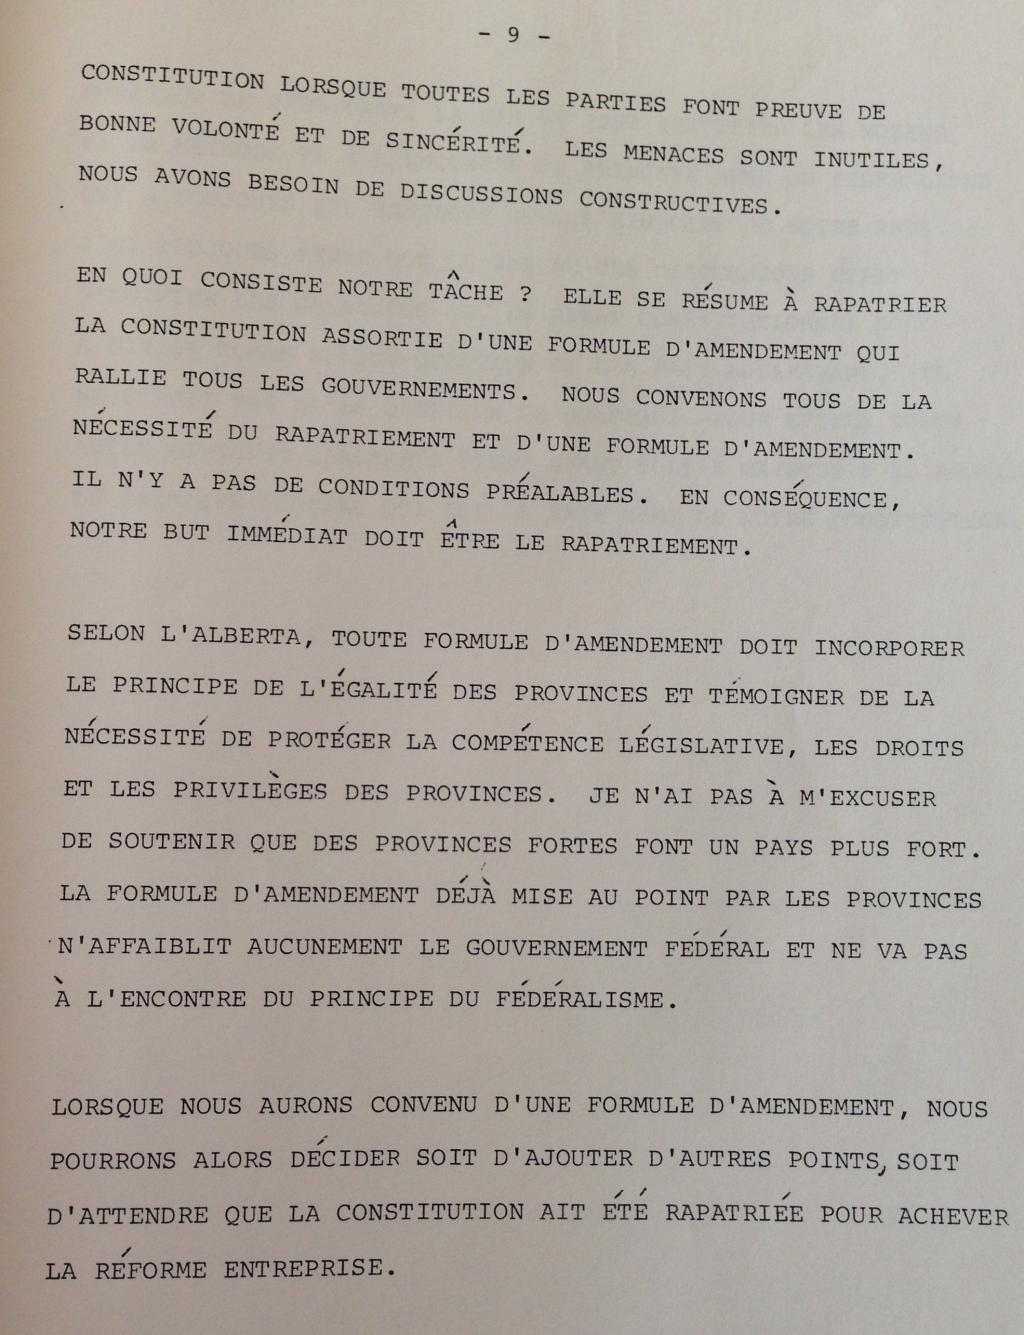 - 9 -
CONSTITUTION LORSQUE TOUTES LES PARTIES FONT PREUVE DE
BONNE VOLONTÉ ET DE SINCÉRITÉ. LES MENACES SONT INUTILES,
NOUS AVONS BESOIN DE DISCUSSIONS CONSTRUCTIVES.
EN QUOI CONSISTE NOTRE TÂCHE ? ELLE SE RÉSUME À RAPATRIER
LA CONSTITUTION ASSORTIE D'UNE FORMULE D'AMENDEMENT QUI
RALLIE TOUS LES GOUVERNEMENTS. NOUS CONVENONS TOUS DE LA
NÉCESSITÉ DU RAPATRIEMENT ET D'UNE FORMULE D'AMENDEMENT.
IL N'Y A PAS DE CONDITIONS PRÉALABLES. EN CONSÉQUENCE,
NOTRE BUT IMMÉDIAT DOIT ÊTRE LE RAPATRIEMENT.
SELON L'ALBERTA, TOUTE FORMULE D'AMENDEMENT DOIT INCORPORER
LE PRINCIPE DE L'ÉGALITÉ DES PROVINCES ET TÉMOIGNER DE LA
NÉCESSITÉ DE PROTÉGER LA COMPÉTENCE LÉGISLATIVE, LES DROITS
ET LES PRIVILÈGES DES PROVINCES. JE N'AI PAS À M'EXCUSER
DE SOUTENIR QUE DES PROVINCES FORTES FONT UN PAYS PLUS FORT.
LA FORMULE D'AMENDEMENT DÉJÀ MISE AU POINT PAR LES PROVINCES
N'AFFAIBLIT AUCUNEMENT LE GOUVERNEMENT FÉDÉRAL ET NE VA PAS
À L'ENCONTRE DU PRINCIPE DU FÉDÉRALISME.
LORSQUE NOUS AURONS CONVENU D'UNE FORMULE D'AMENDEMENT, NOUS
POURRONS ALORS DÉCIDER SOIT D'AJOUTER D'AUTRES POINTS, SOIT
D'ATTENDRE QUE LA CONSTITUTION AIT ÉTÉ RAPATRIÉE POUR ACHEVER
LA RÉFORME ENTREPRISE.